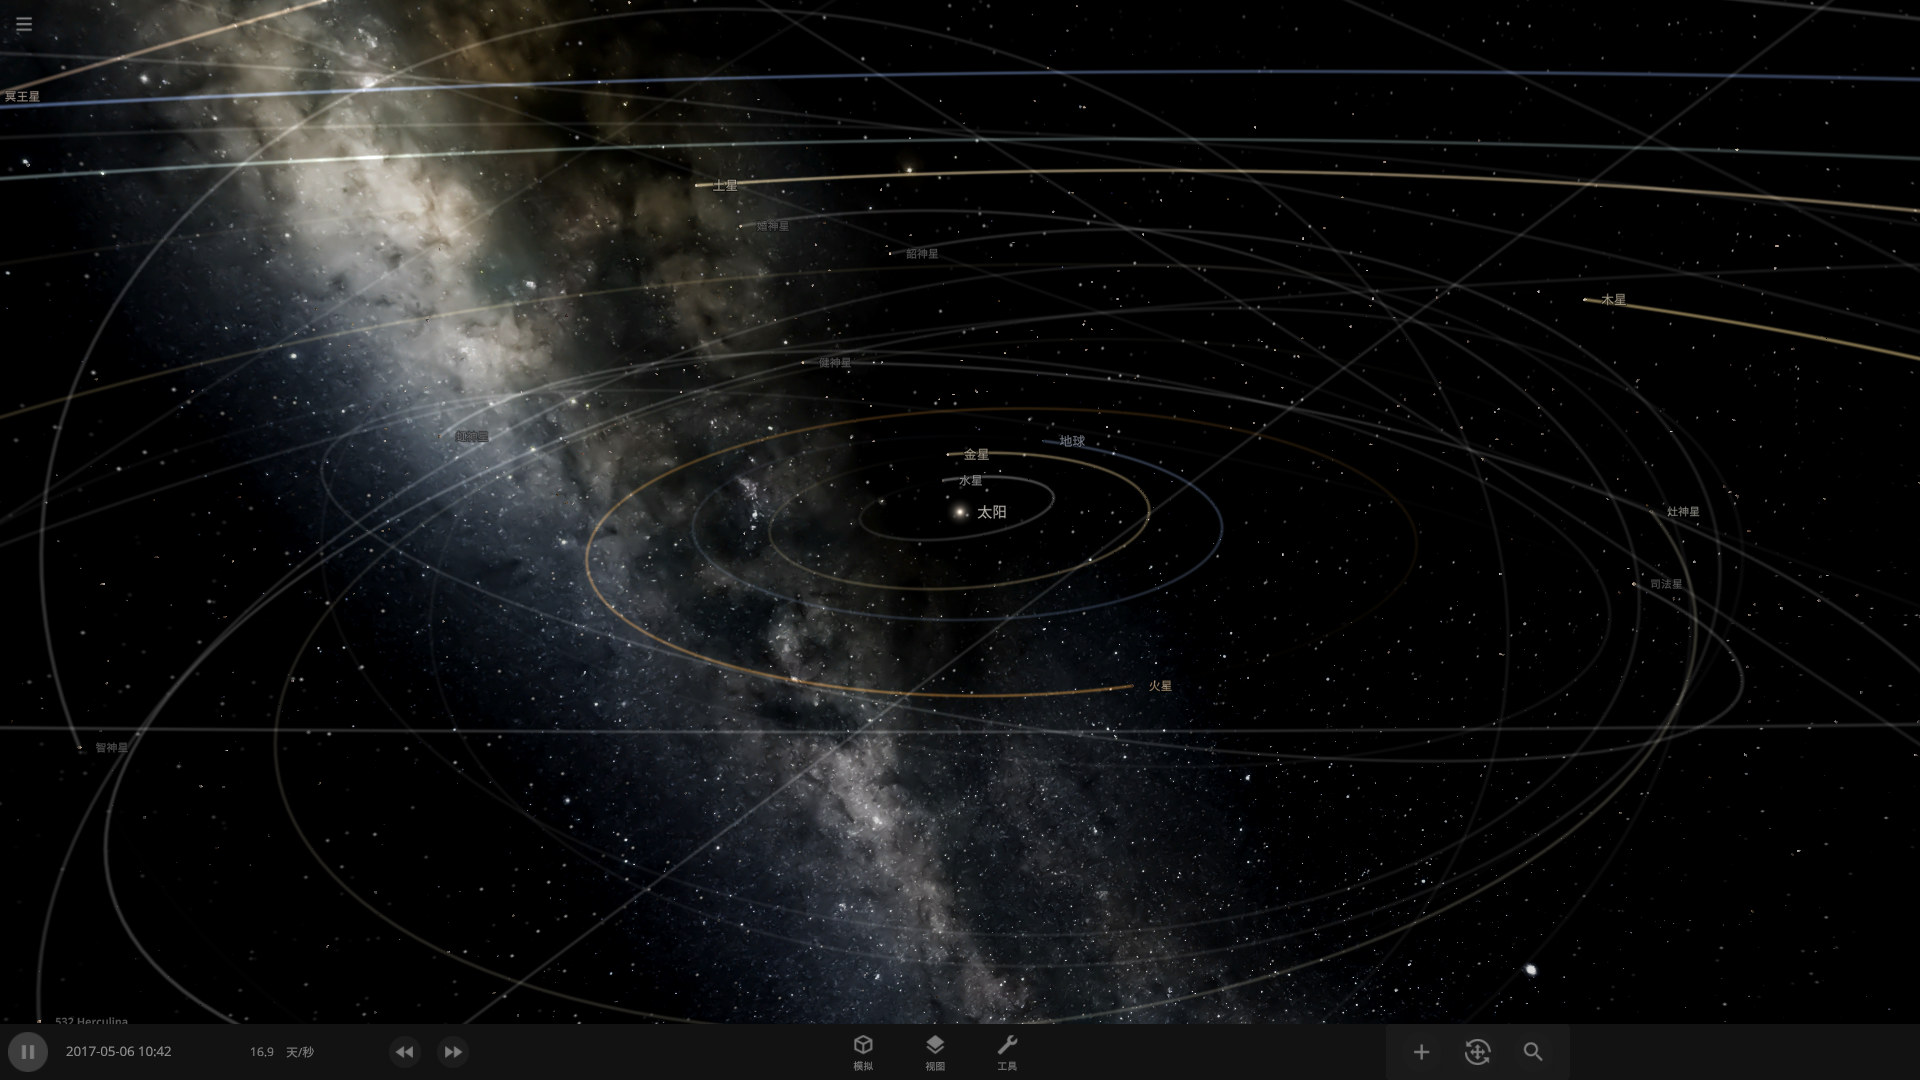 冥王星
土星
婚神星
韶神星
木星
健神星
虹神星
地球
金星
水星
太阳
灶神星
司法星
火星
智神星
532 Herculina
2017-05-06 10:42
16.9 天/秒
模拟
视图
工具